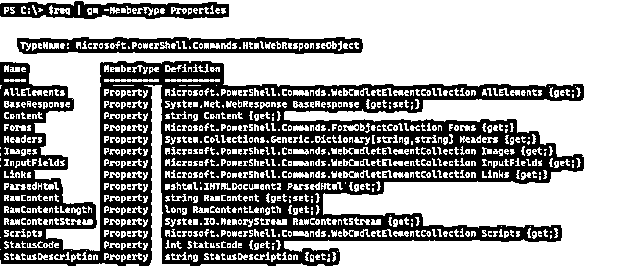 PS C:\> $req | gm -MemberType Properties
TypeName: Microsoft.PowerShell.Commands.HtmlWebResponseObject
Name MemberType Definition
---- ---------- ----------
AllElements Property Microsoft.PowerShell.Commands.WebCmdletElementCollection AllElements {get;}
BaseResponse Property System.Net.WebResponse BaseResponse {get;set;}
Content Property string Content {get;}
Forms Property Microsoft.PowerShell.Commands.FormObjectCollection Forms {get;}
Headers Property System.Collections.Generic.Dictionary[string,string] Headers {get;}
Images Property Microsoft.PowerShell.Commands.WebCmdletElementCollection Images {get;}
InputFields Property Microsoft.PowerShell.Commands.WebCmdletElementCollection InputFields {get;}
Links Property Microsoft.PowerShell.Commands.WebCmdletElementCollection Links {get;}
ParsedHtml Property mshtml.IHTMLDocument2 ParsedHtml {get;}
RawContent Property string RawContent {get;set;}
RawContentLength Property long RawContentLength {get;}
RawContentStream Property System.IO.MemoryStream RawContentStream {get;}
Scripts Property Microsoft.PowerShell.Commands.WebCmdletElementCollection Scripts {get;}
StatusCode Property int StatusCode {get;}
StatusDescription Property string StatusDescription {get;}